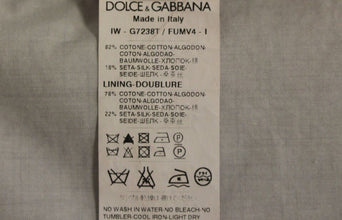 DOLCE & GABBANA
Made in Italy
IW - G7238T / FUMV4 - I
82% COTONE-COTTON-ALGODON-
COTON-ALGODAO-
BAUMWOLLE-ХЛОПОК-棉
18% SETA-SILK-SEDA-SOIE-
SEIDE-ШЕЛК-
LINING-DOUBLURE
78% COTONE-COTTON-ALGODON-
COTON-ALGODAO-
BAUMWOLLE-ХЛОПОК-棉
22% SETA-SILK-SEDA-SOIE-
SEIDE-ШЕЛК-
NO WASH IN WATER-NO BLEACH-NO
TUMBLER-COOL IRON-LIGHT DRY